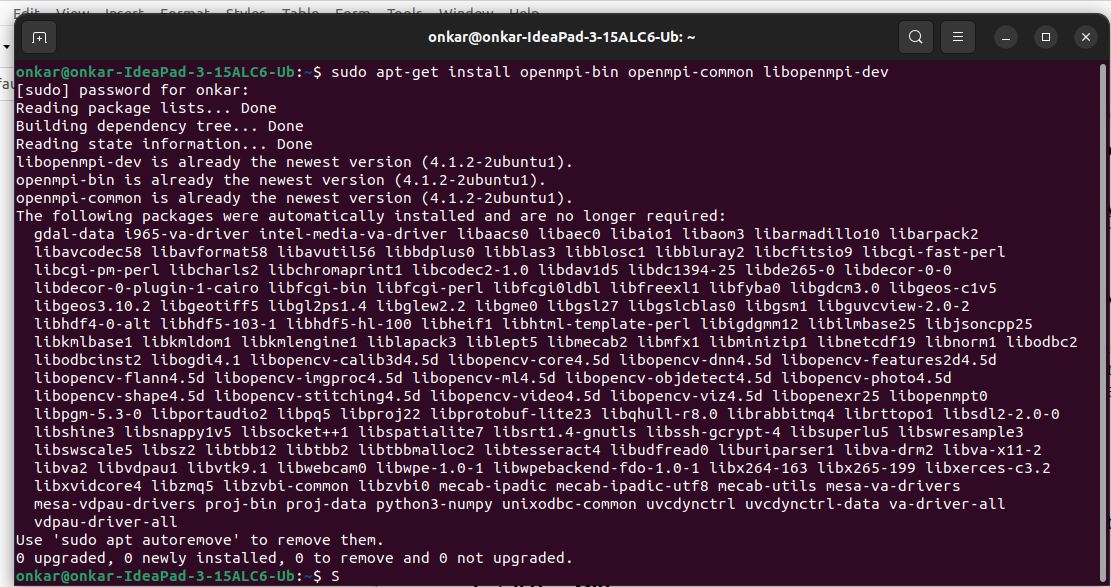 Edit View Insert Format Styles Table Form Tools Window Help
onkar@onkar-IdeaPad-3-15ALC6-Ub: ~
onkar@onkar-IdeaPad-3-15ALC6-Ub:~$ sudo apt-get install openmpi-bin openmpi-common libopenmpi-dev
[sudo] password for onkar:
Reading package lists... Done
Building dependency tree... Done
Reading state information... Done
libopenmpi-dev is already the newest version (4.1.2-2ubuntu1).
openmpi-bin is already the newest version (4.1.2-2ubuntu1).
openmpi-common is already the newest version (4.1.2-2ubuntu1).
The following packages were automatically installed and are no longer required:
gdal-data i965-va-driver intel-media-va-driver libaacs0 libaec0 libaio1 libaom3 libarmadillo10 libarpack2
libavcodec58 libavformat58 libavutil56 libbdplus0 libblas3 libblosc1 libbluray2 libcfitsio9 libcgi-fast-perl
libcgi-pm-perl libcharls2 libchromaprint1 libcodec2-1.0 libdav1d5 libdc1394-25 libde265-0 libdecor-0-0
libdecor-0-plugin-1-cairo libfcgi-bin libfcgi-perl libfcgi0ldbl libfreexl1 libfyba0 libgdcm3.0 libgeos-c1v5
libgeos3.10.2 libgeotiff5 libgl2ps1.4 libglew2.2 libgme0 libgsl27 libgslcblas0 libgsm1 libguvcview-2.0-2
libhdf4-0-alt libhdf5-103-1 libhdf5-hl-100 libheif1 libhtml-template-perl libigdgmm12 libilmbase25 libjsoncpp25
libkmlbase1 libkmldom1 libkmlengine1 liblapack3 liblept5 libmecab2 libmfx1 libminizip1 libnetcdf19 libnorm1 libodbc2
libodbcinst2 libogdi4.1 libopencv-calib3d4.5d libopencv-core4.5d libopencv-dnn4.5d libopencv-features2d4.5d
libopencv-flann4.5d libopencv-imgproc4.5d libopencv-ml4.5d libopencv-objdetect4.5d libopencv-photo4.5d
libopencv-shape4.5d libopencv-stitching4.5d libopencv-video4.5d libopencv-viz4.5d libopenexr25 libopenmpt0
libpgm-5.3-0 libportaudio2 libpq5 libproj22 libprotobuf-lite23 libqhull-r8.0 librabbitmq4 librttopo1 libsdl2-2.0-0
libshine3 libsnappy1v5 libsocket++1 libspatialite7 libsrt1.4-gnutls libssh-gcrypt-4 libsuperlu5 libswresample3
libswscale5 libsz2 libtbb12 libtbb2 libtbbmalloc2 libtesseract4 libudfread0 liburiparser1 libva-drm2 libva-x11-2
libva2 libvdpau1 libvtk9.1 libwebcam0 libwpe-1.0-1 libwpebackend-fdo-1.0-1 libx264-163 libx265-199 libxerces-c3.2
libxvidcore4 libzmq5 libzvbi-common libzvbi0 mecab-ipadic mecab-ipadic-utf8 mecab-utils mesa-va-drivers
mesa-vdpau-drivers proj-bin proj-data python3-numpy unixodbc-common uvcdynctrl uvcdynctrl-data va-driver-all
vdpau-driver-all
Use 'sudo apt autoremove' to remove them.
0 upgraded, 0 newly installed, 0 to remove and 0 not upgraded.
onkar@onkar-IdeaPad-3-15ALC6-Ub:~$ S